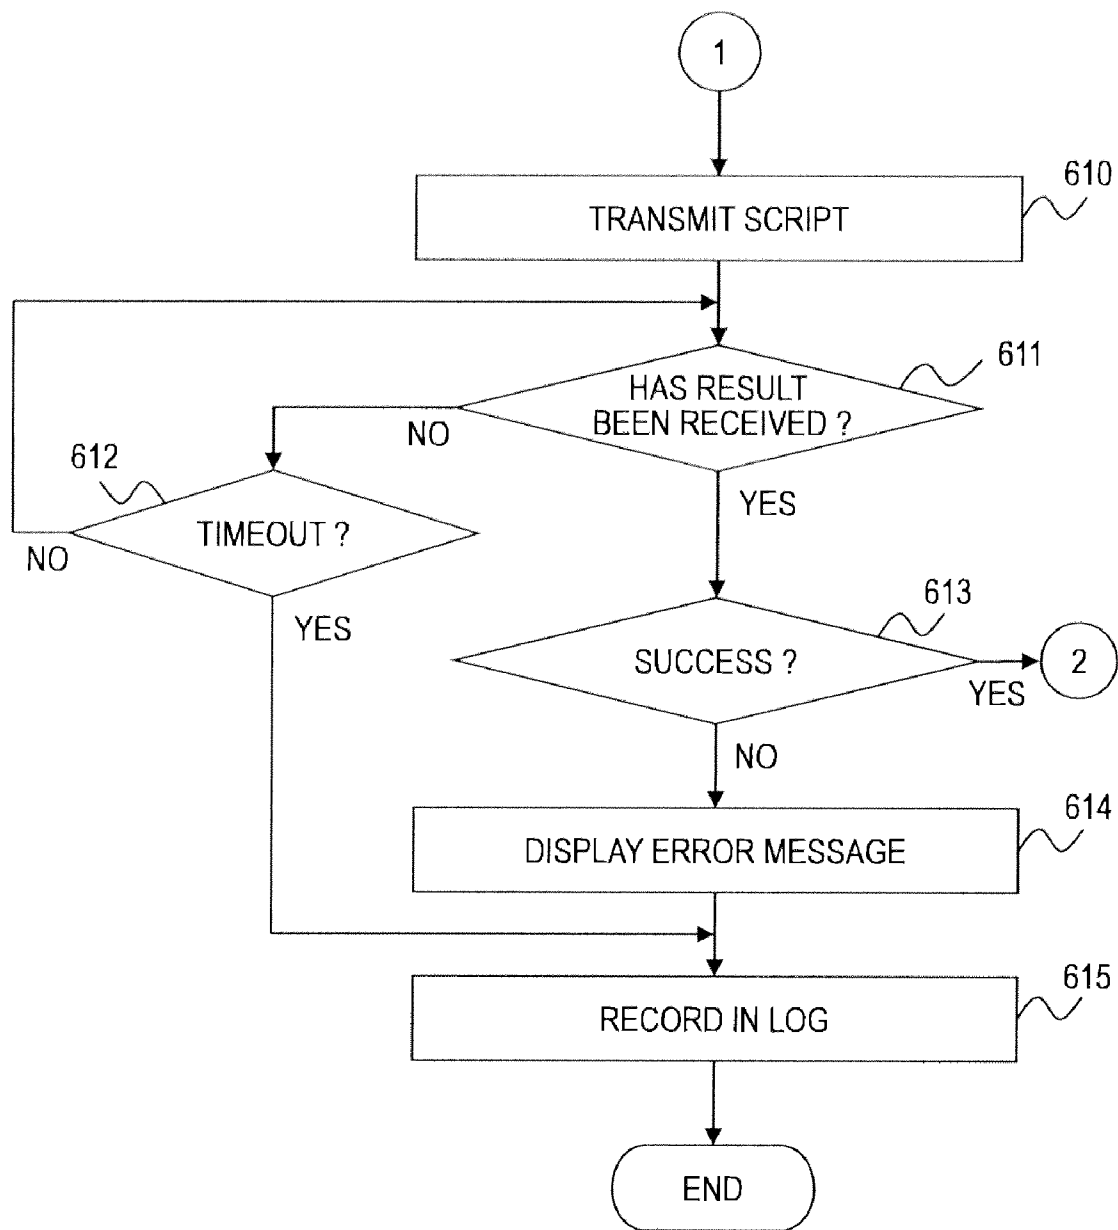 1
610
TRANSMIT SCRIPT
611
HAS RESULT
BEEN RECEIVED ?
NO
612
YES
TIMEOUT ?
NO
YES
613
SUCCESS ?
YES
2
NO
614
DISPLAY ERROR MESSAGE
615
RECORD IN LOG
END